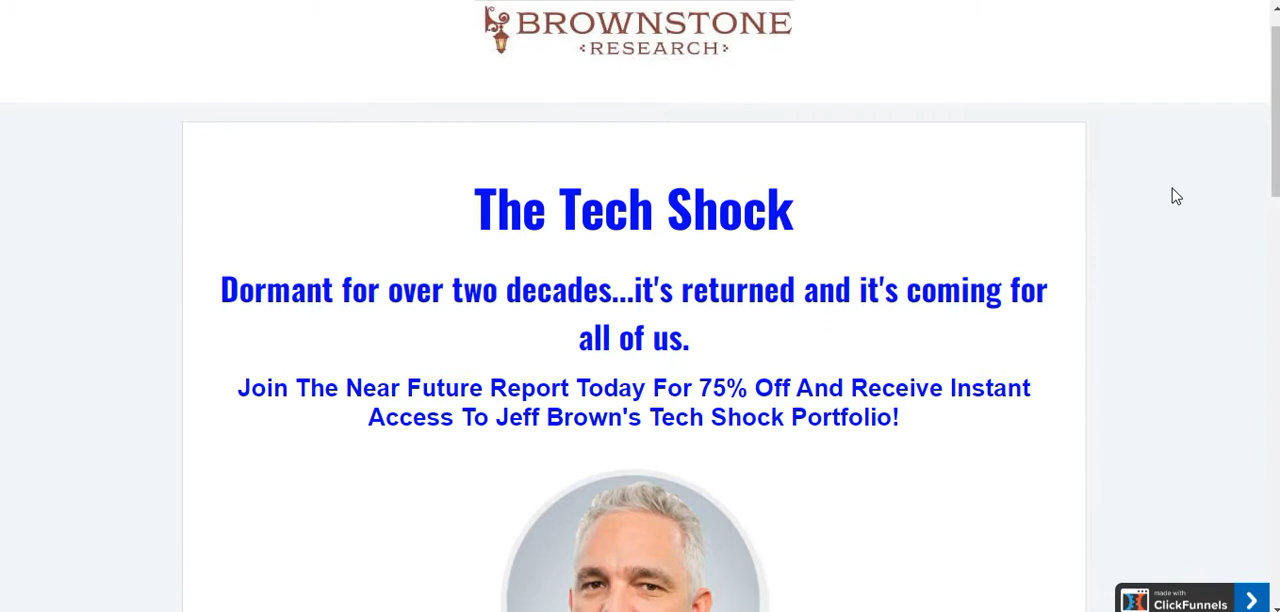 BROWNSTONE
RESEARCH
The Tech Shock
Dormant for over two decades...it's returned and it's coming for
all of us.
Join The Near Future Report Today For 75% Off And Receive Instant
Access To Jeff Brown's Tech Shock Portfolio!
made with
ClickFunnels